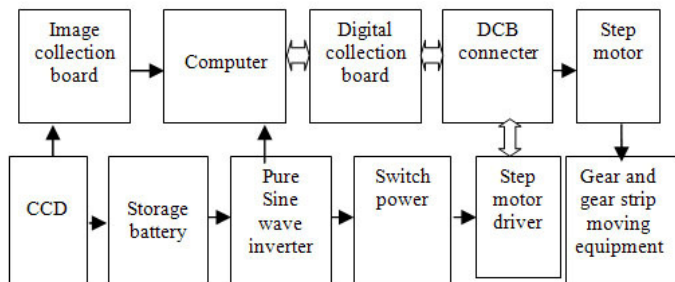 Image
collection
board
Computer
Digital
collection
board
DCB
connecter
Step
motor
CCD
Storage
battery
Pure
Sine
wave
inverter
Switch
power
Step
motor
driver
Gear and
gear strip
moving
equipment